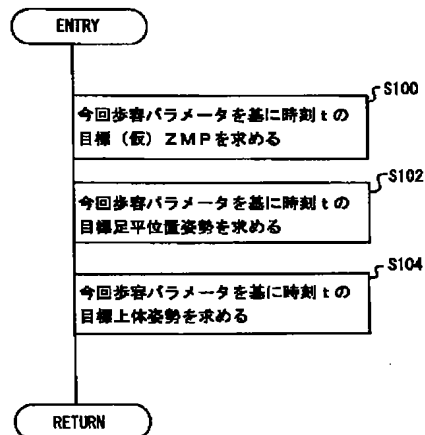 ENTRY
S100
今回歩容パラメータを基に時刻tの
目標（仮）ZMPを求める
S102
今回歩容パラメータを基に時刻tの
目標足平位置姿勢を求める
S104
今回歩容パラメータを基に時刻tの
目標上体姿勢を求める
RETURN